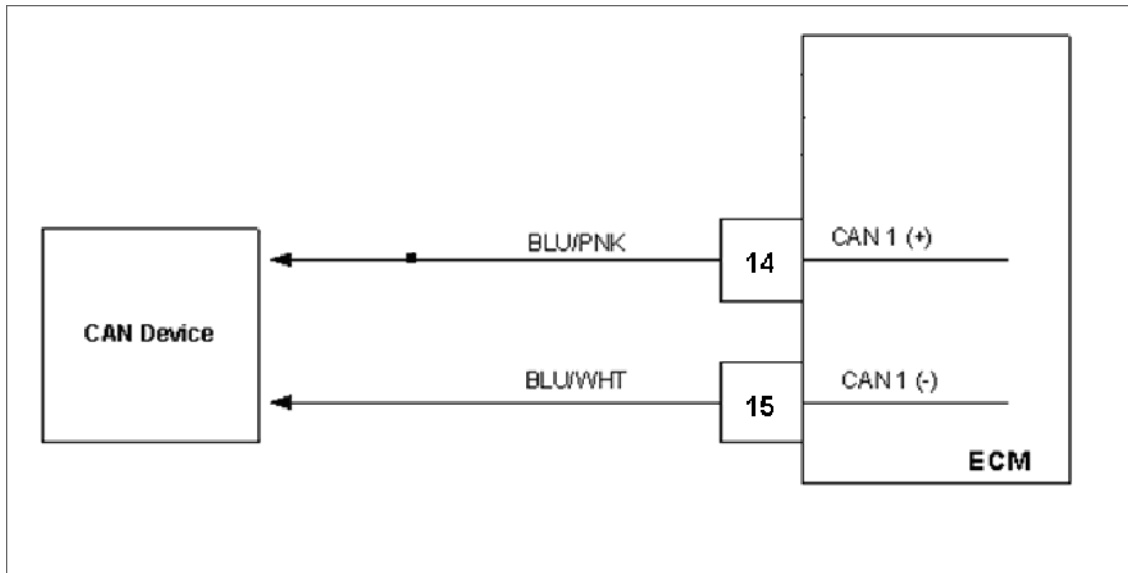 BLU/PNK
14
CAN 1 (+)
CAN Device
BLU/WHT
15
CAN 1 (-)
ECM